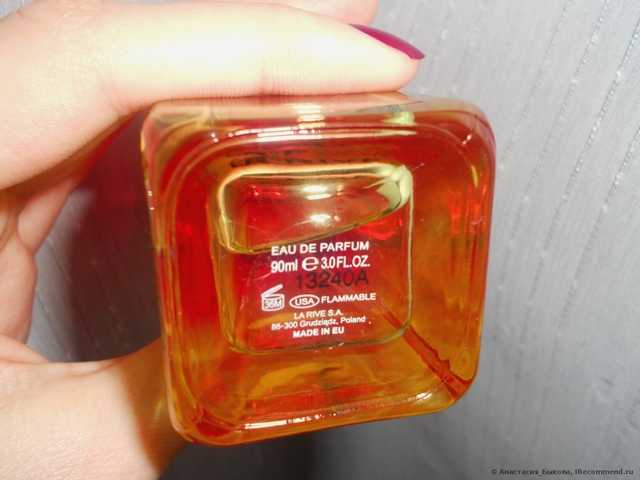 EAU DE PARFUM
90ml e 3.0 FL.OZ.
13240A
36M USA FLAMMABLE
LA RIVE S.A.
86-300 Grudziądz, Poland
MADE IN EU
© Анастасия_Быкова, IRecommend.ru